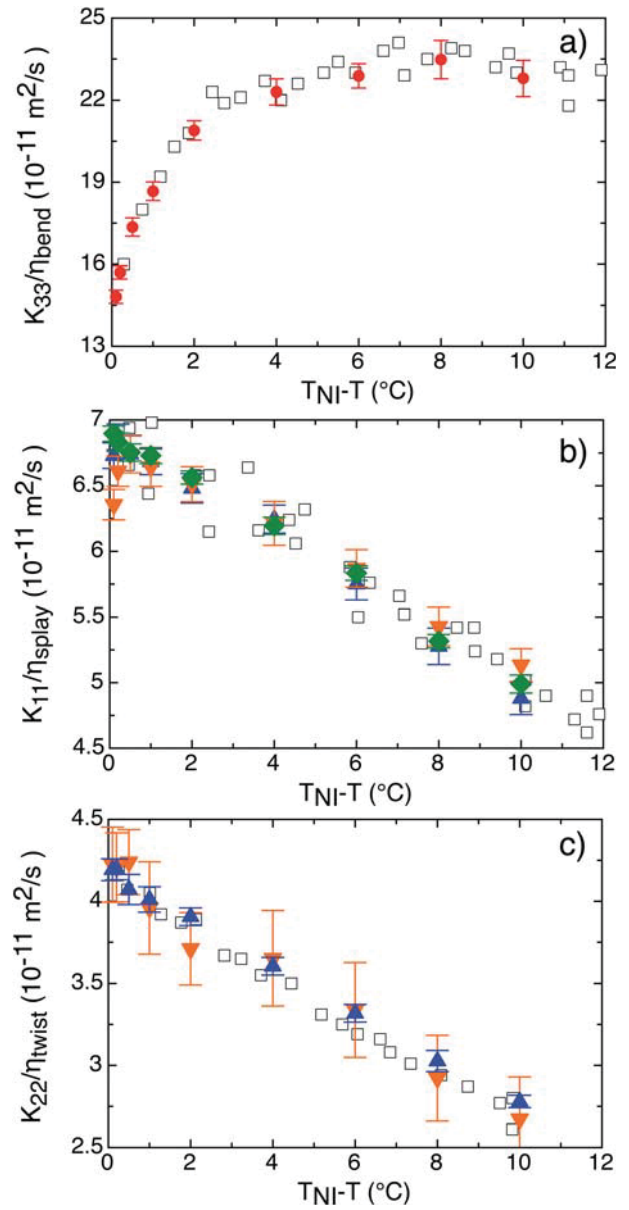 a)
25
22
19
16
13
K33/ηbend (10-11 m2/s)
0 2 4 6 8 10 12
TNI-T (°C)
b)
7
6.5
6
5.5
5
4.5
K11/ηsplay (10-11 m2/s)
0 2 4 6 8 10 12
TNI-T (°C)
c)
4.5
4
3.5
3
2.5
K22/ηtwist (10-11 m2/s)
0 2 4 6 8 10 12
TNI-T (°C)